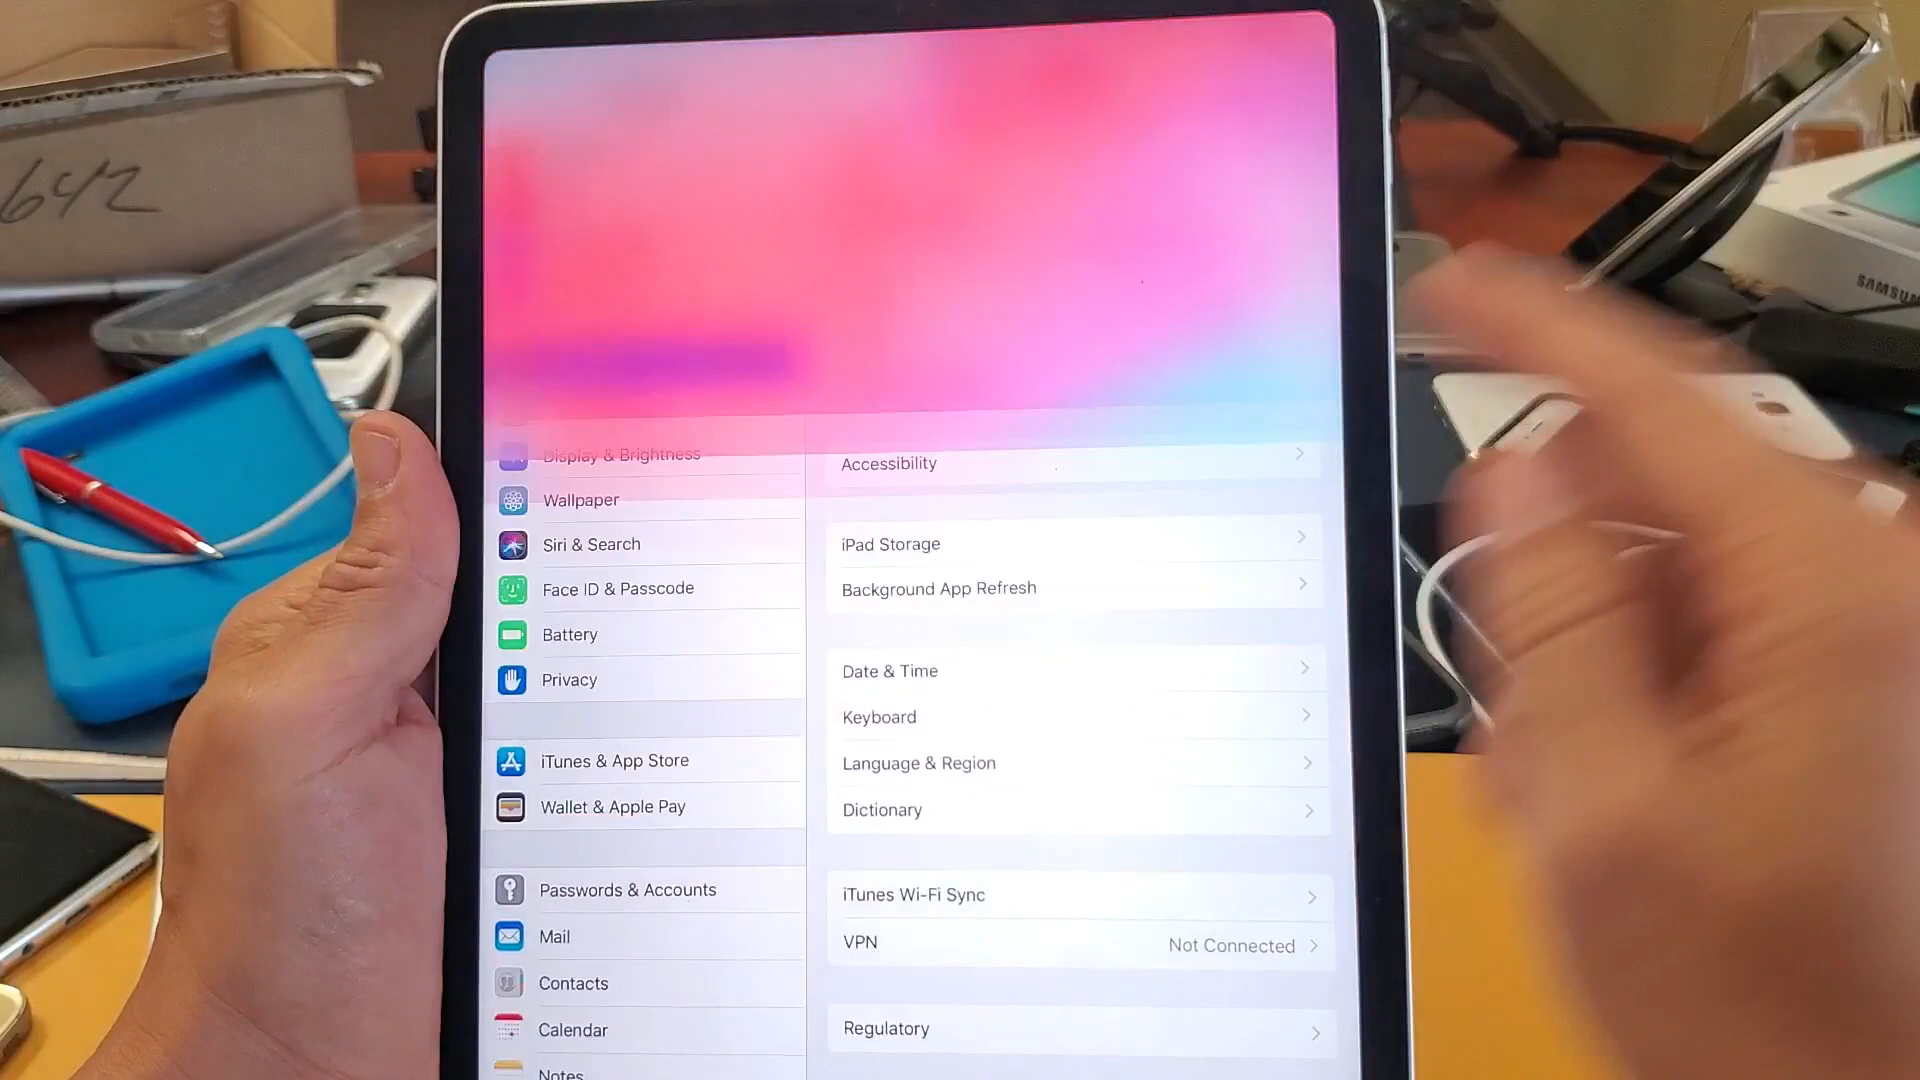 642
SAMSU
Display & Brightness
Wallpaper
Siri & Search
Face ID & Passcode
Battery
Privacy
iTunes & App Store
Wallet & Apple Pay
Passwords & Accounts
Mail
Contacts
Calendar
Notes
Accessibility
iPad Storage
Background App Refresh
Date & Time
Keyboard
Language & Region
Dictionary
iTunes Wi-Fi Sync
VPN Not Connected
Regulatory